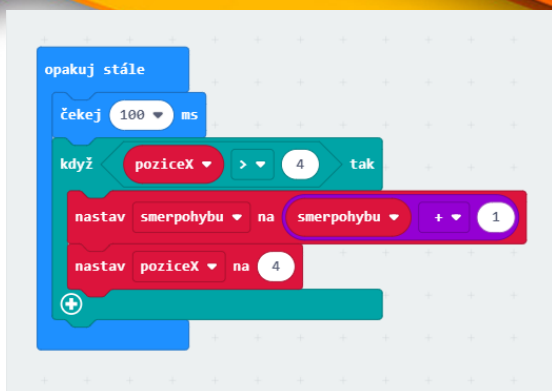 opakuj stále
čekej 100 ms
když poziceX > 4 tak
nastav smerpohybu na smerpohybu + 1
nastav poziceX na 4